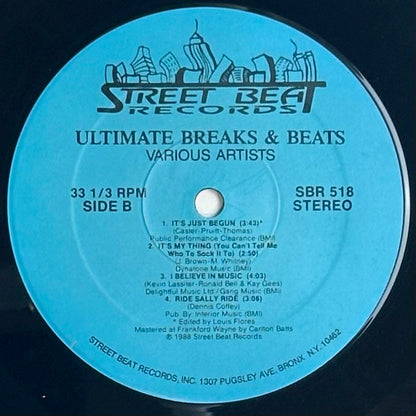 STREET BEAT
RECORDS
ULTIMATE BREAKS & BEATS
VARIOUS ARTISTS
33 1/3 RPM
SIDE B
SBR 518
STEREO
1. IT'S JUST BEGUN (3:43)*
(Caster-Pruitt-Thomas)
Public Performance Clearance (BMI)
2. IT'S MY THING (You Can't Tell Me
Who To Sock It To) (2:50)
(J. Brown-M. Whitney)
Dynatone Music (BMI)
3. I BELIEVE IN MUSIC (4:03)
(Kevin Lassiter-Ronald Bell & Kay Gees)
Delightful Music Ltd./Gang Music (BMI)
4. RIDE SALLY RIDE (3:06)
(Dennis Coffey)
Pub. By: Interior Music (BMI)
* Edited by Louis Flores
Mastered at Frankford Wayne by Carlton Batts
© 1988 Street Beat Records
STREET BEAT RECORDS, INC. 1307 PUGSLEY AVE. BRONX, N.Y. 10462